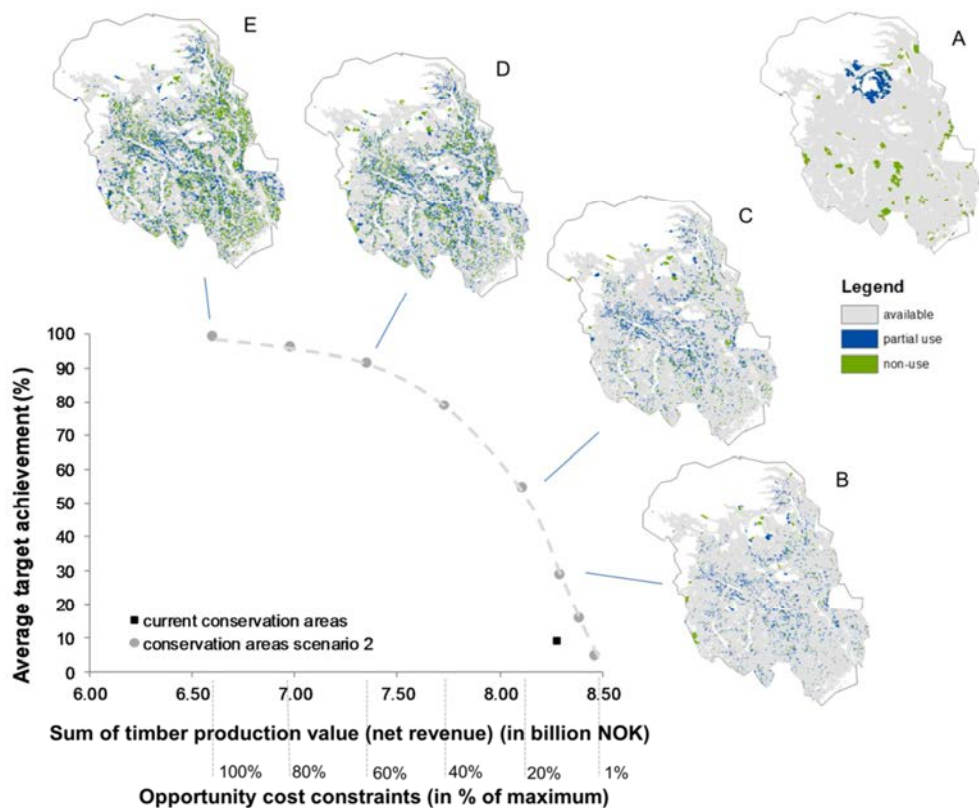 E
D
A
C
B
Legend
available
partial use
non-use
Average target achievement (%)
100
90
80
70
60
50
40
30
20
10
0
current conservation areas
conservation areas scenario 2
6.00 6.50 7.00 7.50 8.00 8.50
Sum of timber production value (net revenue) (in billion NOK)
100% 80% 60% 40% 20% 1%
Opportunity cost constraints (in % of maximum)